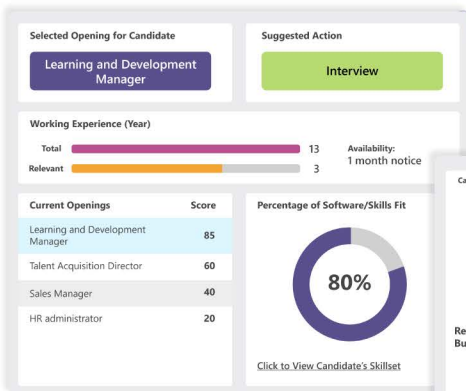 Selected Opening for Candidate
Learning and Development
Manager
Suggested Action
Interview
Working Experience (Year)
Total
13
Relevant
3
Availability:
1 month notice
Current Openings
Score
Learning and Development
Manager
85
Talent Acquisition Director
60
Sales Manager
40
HR administrator
20
Percentage of Software/Skills Fit
80%
Click to View Candidate's Skillset
Ca
Re
Bu